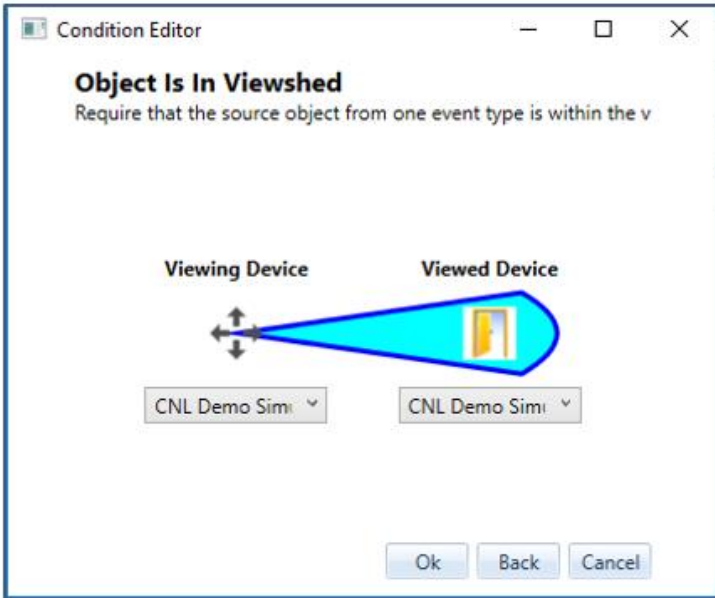 Condition Editor
Object Is In Viewshed
Require that the source object from one event type is within the v
Viewing Device Viewed Device
CNL Demo Sim CNL Demo Sim
Ok Back Cancel